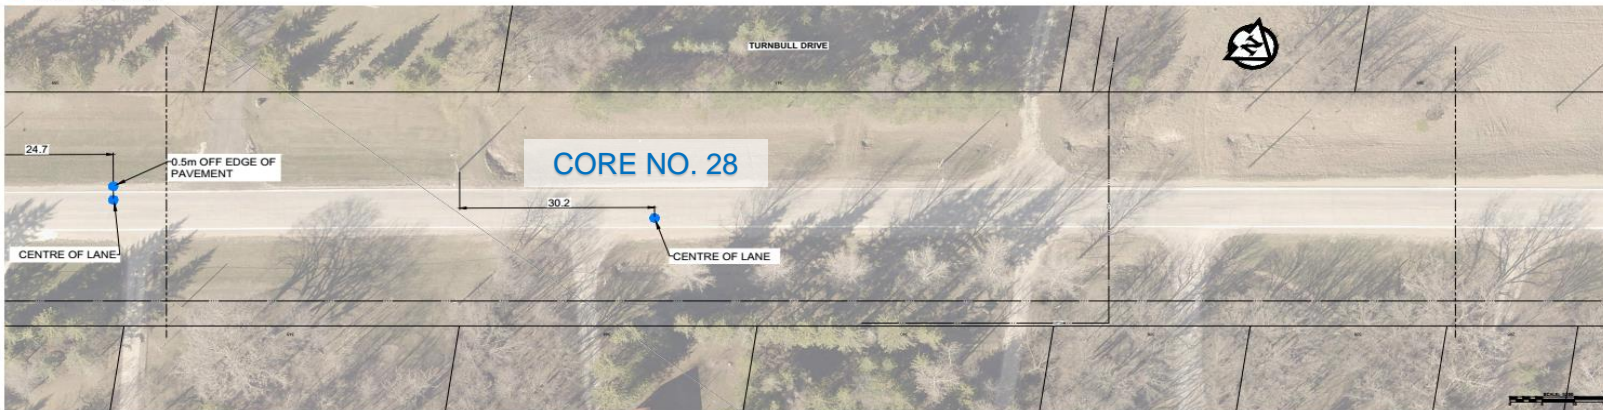 TURNBULL DRIVE
24.7
0.5m OFF EDGE OF
PAVEMENT
CORE NO. 28
30.2
CENTRE OF LANE
CENTRE OF LANE